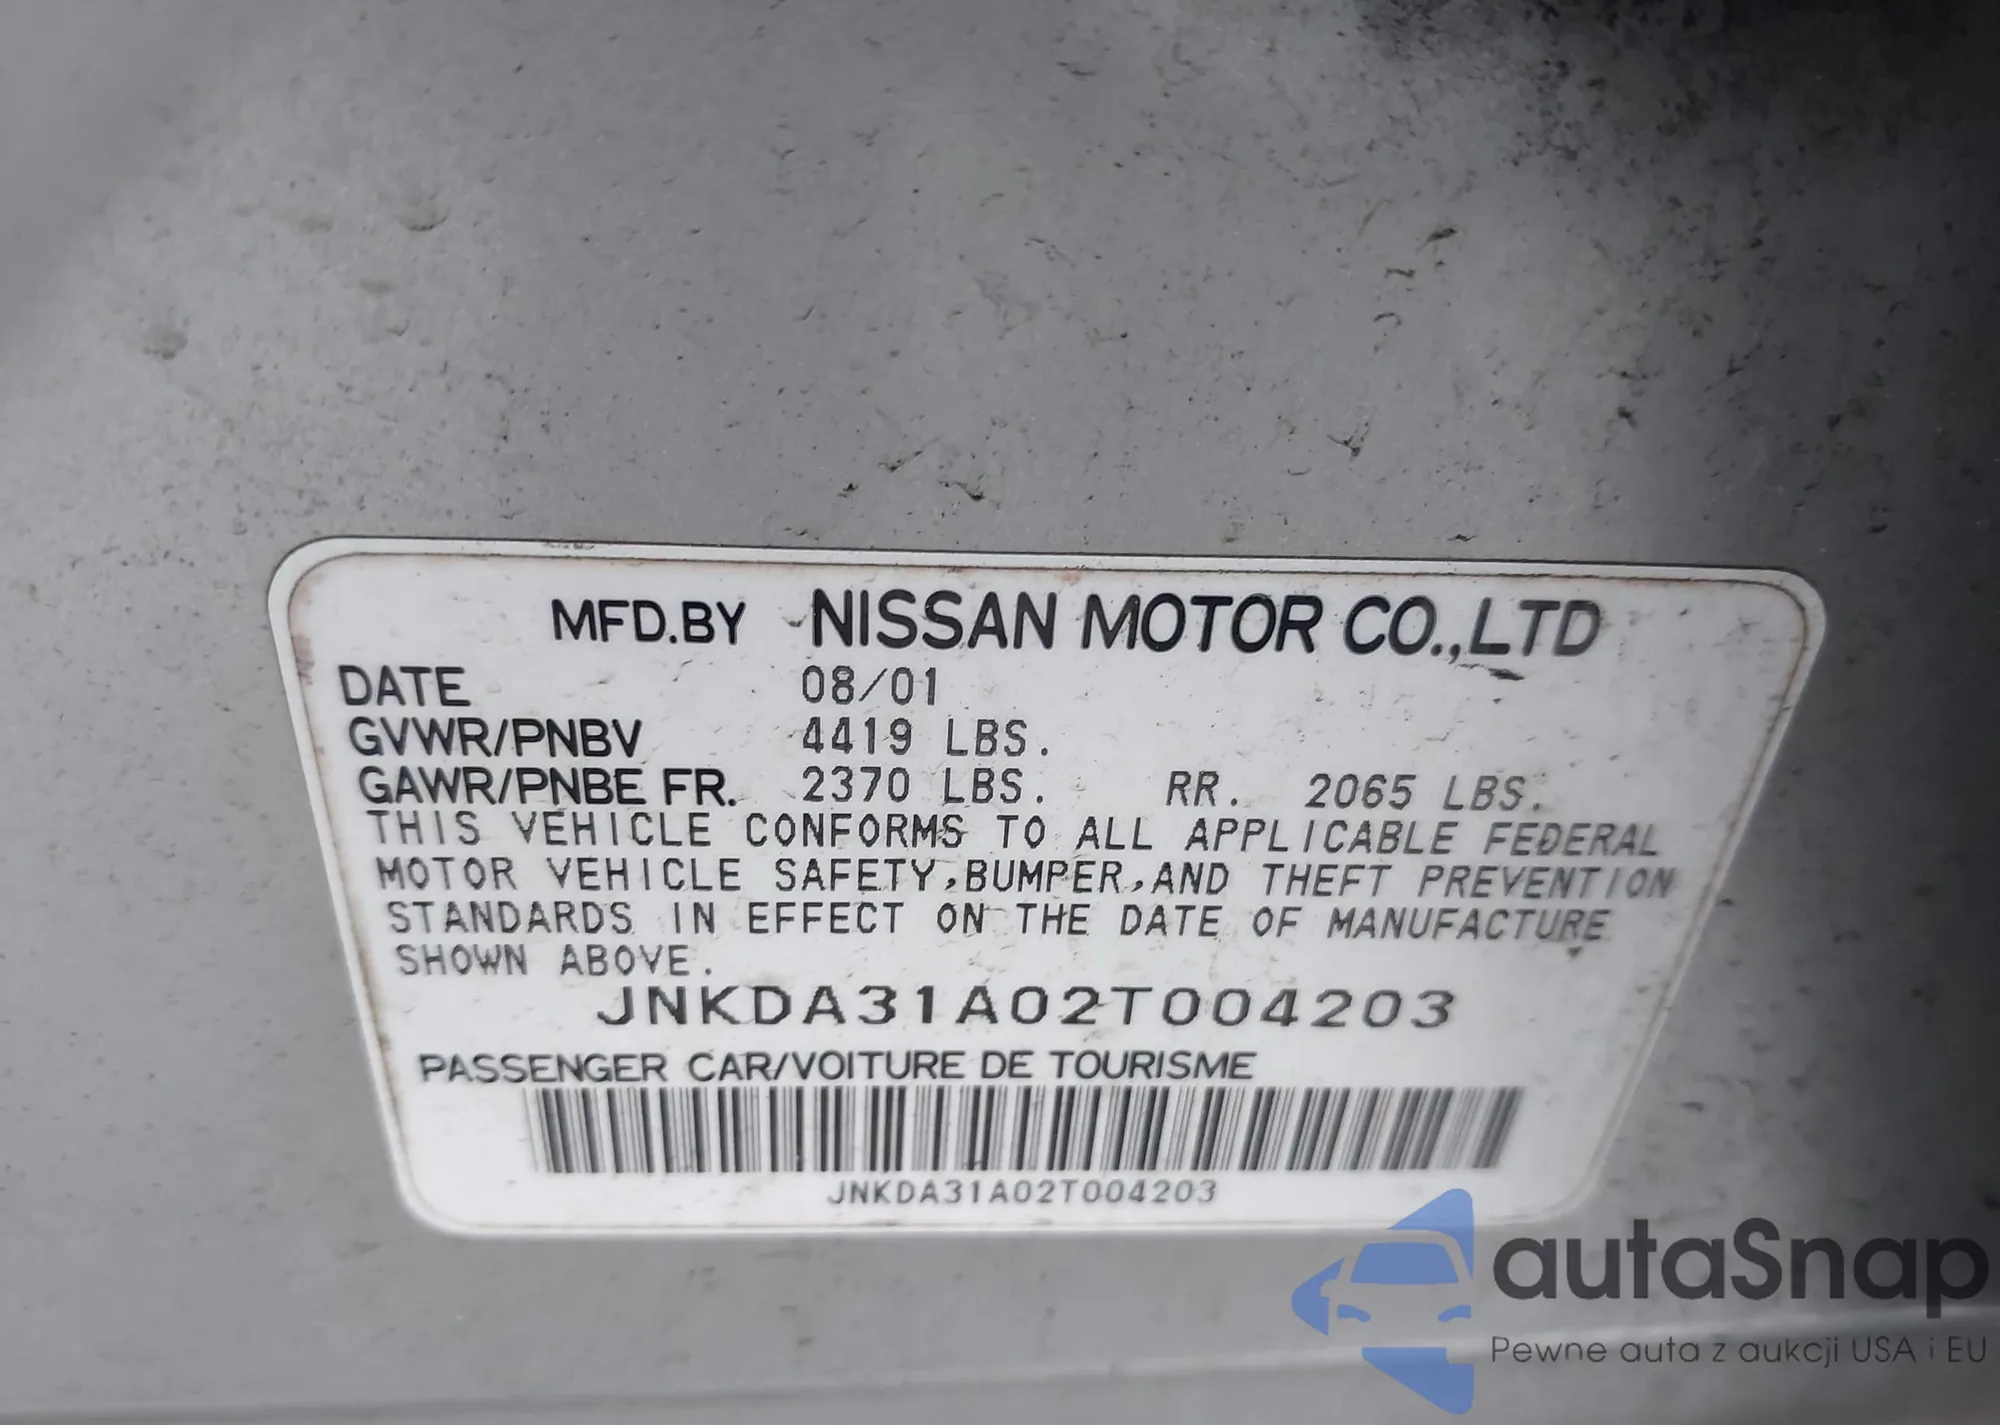 MFD.BY NISSAN MOTOR CO.,LTD
DATE 08/01
GVWR/PNBV 4419 LBS.
GAWR/PNBE FR. 2370 LBS. RR. 2065 LBS.
THIS VEHICLE CONFORMS TO ALL APPLICABLE FEDERAL
MOTOR VEHICLE SAFETY,BUMPER,AND THEFT PREVENTION
STANDARDS IN EFFECT ON THE DATE OF MANUFACTURE
SHOWN ABOVE.
JNKDA31A02T004203
PASSENGER CAR/VOITURE DE TOURISME
JNKDA31A02T004203
autaSnap
Pewne auta z aukcji USA i EU